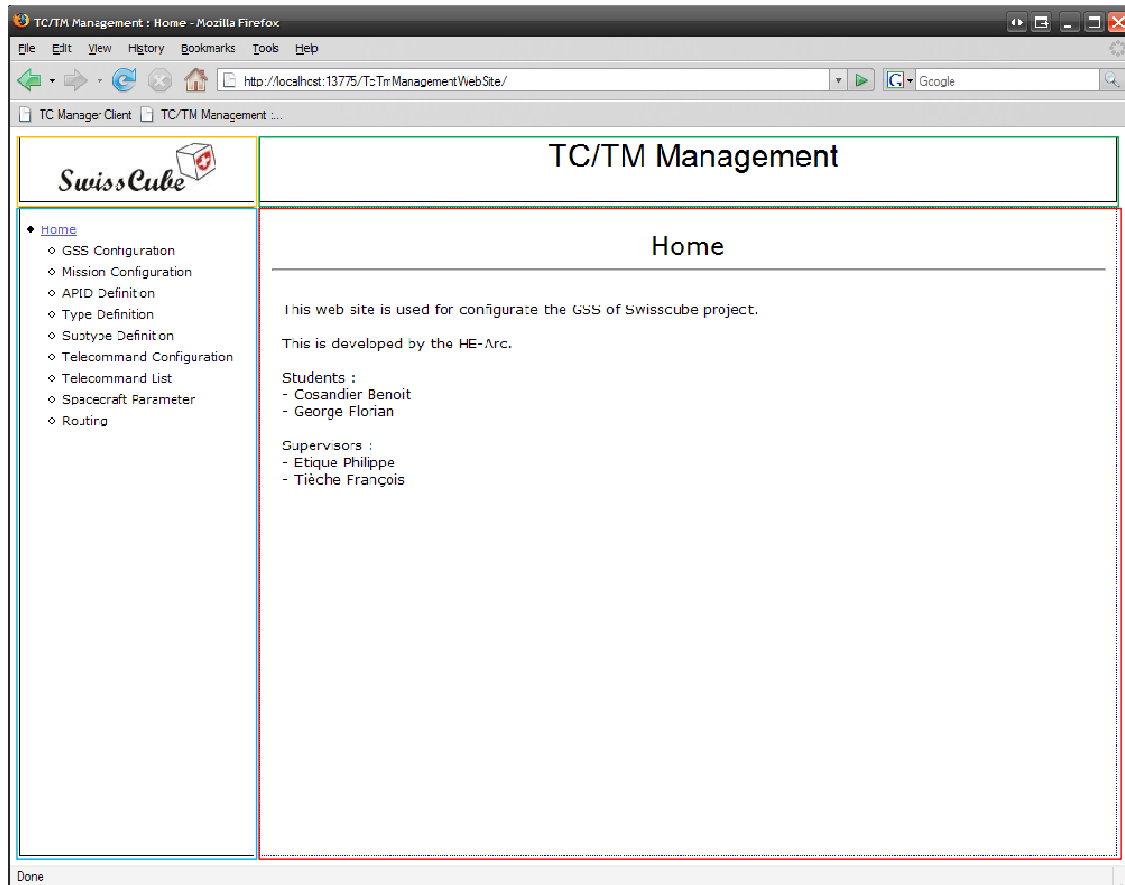 TC/TM Management : Home - Mozilla Firefox
File Edit View History Bookmarks Tools Help
http://localhost:13775/TcTmManagementWebSite/
Google
TC Manager Client TC/TM Management :...
SwissCube
TC/TM Management
Home
GSS Configuration
Mission Configuration
APID Definition
Type Definition
Subtype Definition
Telecommand Configuration
Telecommand List
Spacecraft Parameter
Routing
Home
This web site is used for configurate the GSS of Swisscube project.
This is developed by the HE-Arc.
Students :
- Cosandier Benoit
- George Florian
Supervisors :
- Etique Philippe
- Tièche François
Done